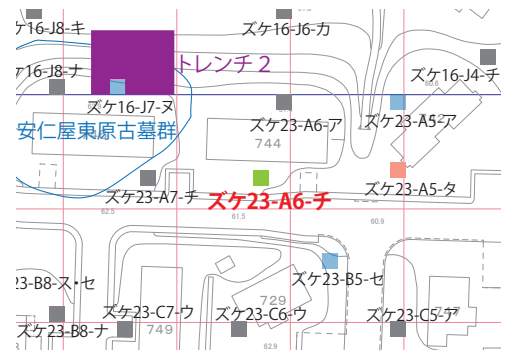 ケ16-J8-キ
ズケ16-J6-カ
トレンチ２
ケ16-J8-ナ
ズケ16-J4-チ
ズケ16-J7-ヌ
安仁屋東原古墓群
ズケ23-A6-ア
ズケ23-A5-ア
744
ズケ23-A7-チ
ズケ23-A6-チ
ズケ23-A5-タ
62.5
61.5
60.9
23-B8-ス・セ
ズケ23-B5-セ
729
ズケ23-C7-ウ
ズケ23-C6-ウ
ズケ23-C5-ア
ズケ23-B8-ナ
749
62.9